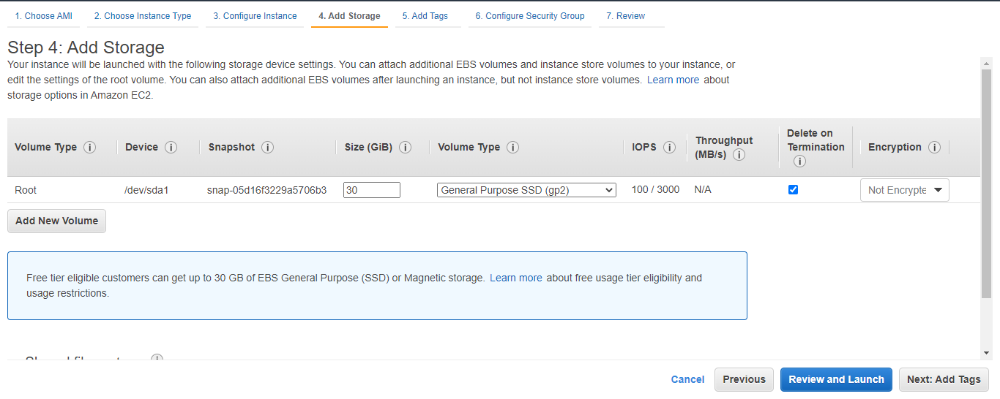 1. Choose AMI 2. Choose Instance Type 3. Configure Instance 4. Add Storage 5. Add Tags 6. Configure Security Group 7. Review
Step 4: Add Storage
Your instance will be launched with the following storage device settings. You can attach additional EBS volumes and instance store volumes to your instance, or
edit the settings of the root volume. You can also attach additional EBS volumes after launching an instance, but not instance store volumes. Learn more about
storage options in Amazon EC2.
Volume Type i Device i Snapshot i Size (GiB) i Volume Type i IOPS i Throughput (MB/s) i Delete on Termination i Encryption i
Root /dev/sda1 snap-05d16f3229a5706b3 30 General Purpose SSD (gp2) 100 / 3000 N/A Not Encrypte
Add New Volume
Free tier eligible customers can get up to 30 GB of EBS General Purpose (SSD) or Magnetic storage. Learn more about free usage tier eligibility and
usage restrictions.
Cancel Previous Review and Launch Next: Add Tags